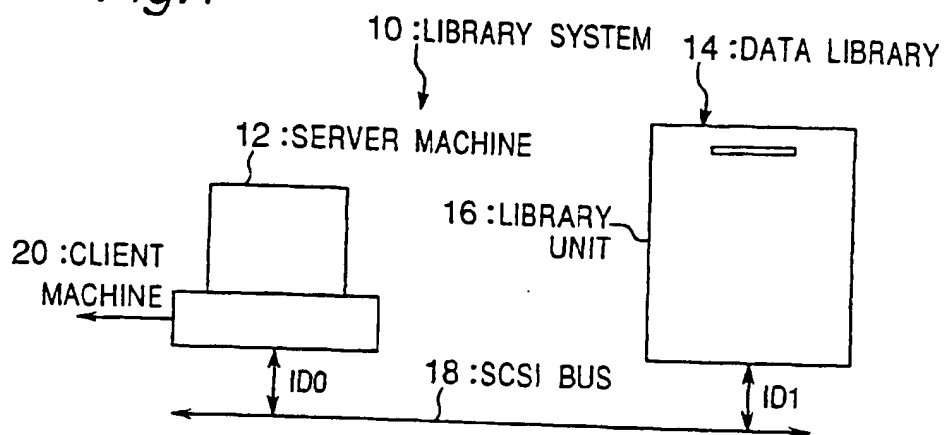 10 :LIBRARY SYSTEM
14 :DATA LIBRARY
12 :SERVER MACHINE
16 :LIBRARY
UNIT
20 :CLIENT
MACHINE
ID0
18 :SCSI BUS
ID1